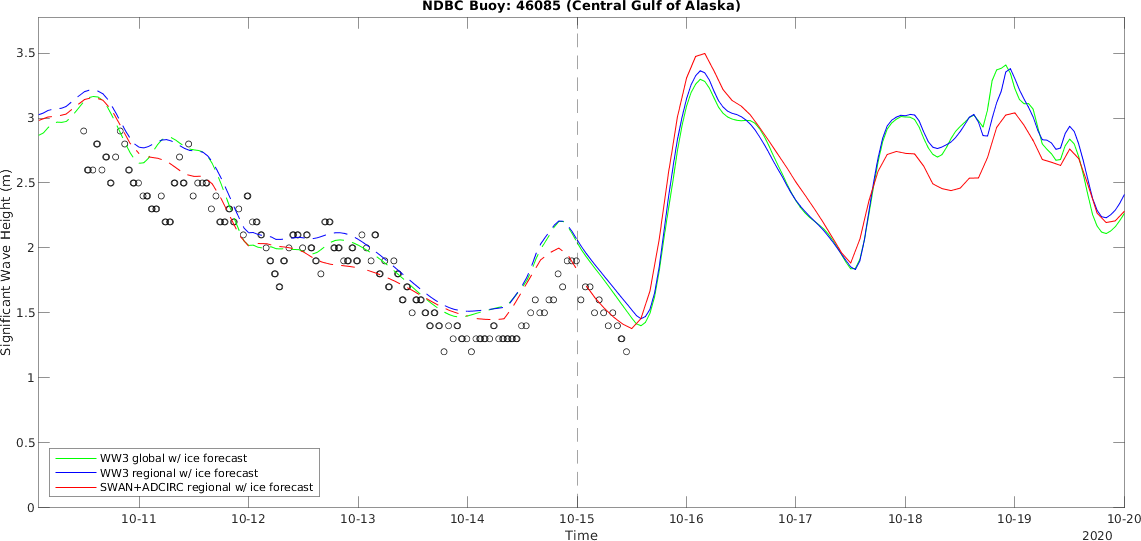 NDBC Buoy: 46085 (Central Gulf of Alaska)
Significant Wave Height (m)
3.5
3
2.5
2
1.5
1
0.5
0
WW3 global w/ ice forecast
WW3 regional w/ ice forecast
SWAN+ADCIRC regional w/ ice forecast
10-11 10-12 10-13 10-14 10-15 10-16 10-17 10-18 10-19 10-20
Time
2020